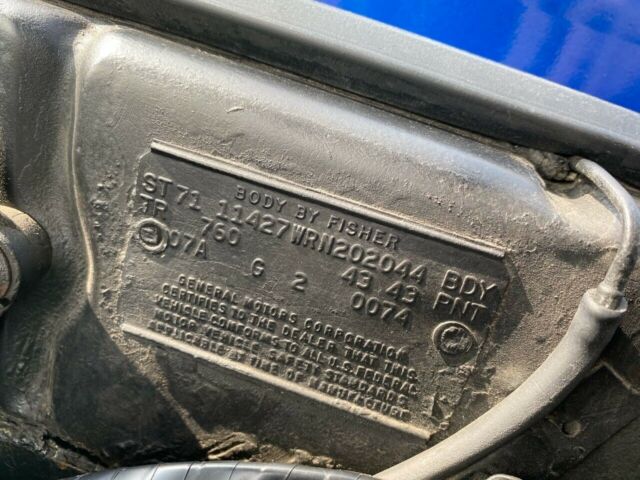 BODY BY FISHER
ST 71 11427 WRN202044 BDY
TR 760 43 43 PNT
07A G 2 0074
GENERAL MOTORS CORPORATION
CERTIFIES TO THE DEALER THAT THIS
VEHICLE CONFORMS TO ALL U.S. FEDERAL
MOTOR VEHICLE SAFETY STANDARDS
APPLICABLE AT TIME OF MANUFACTURE